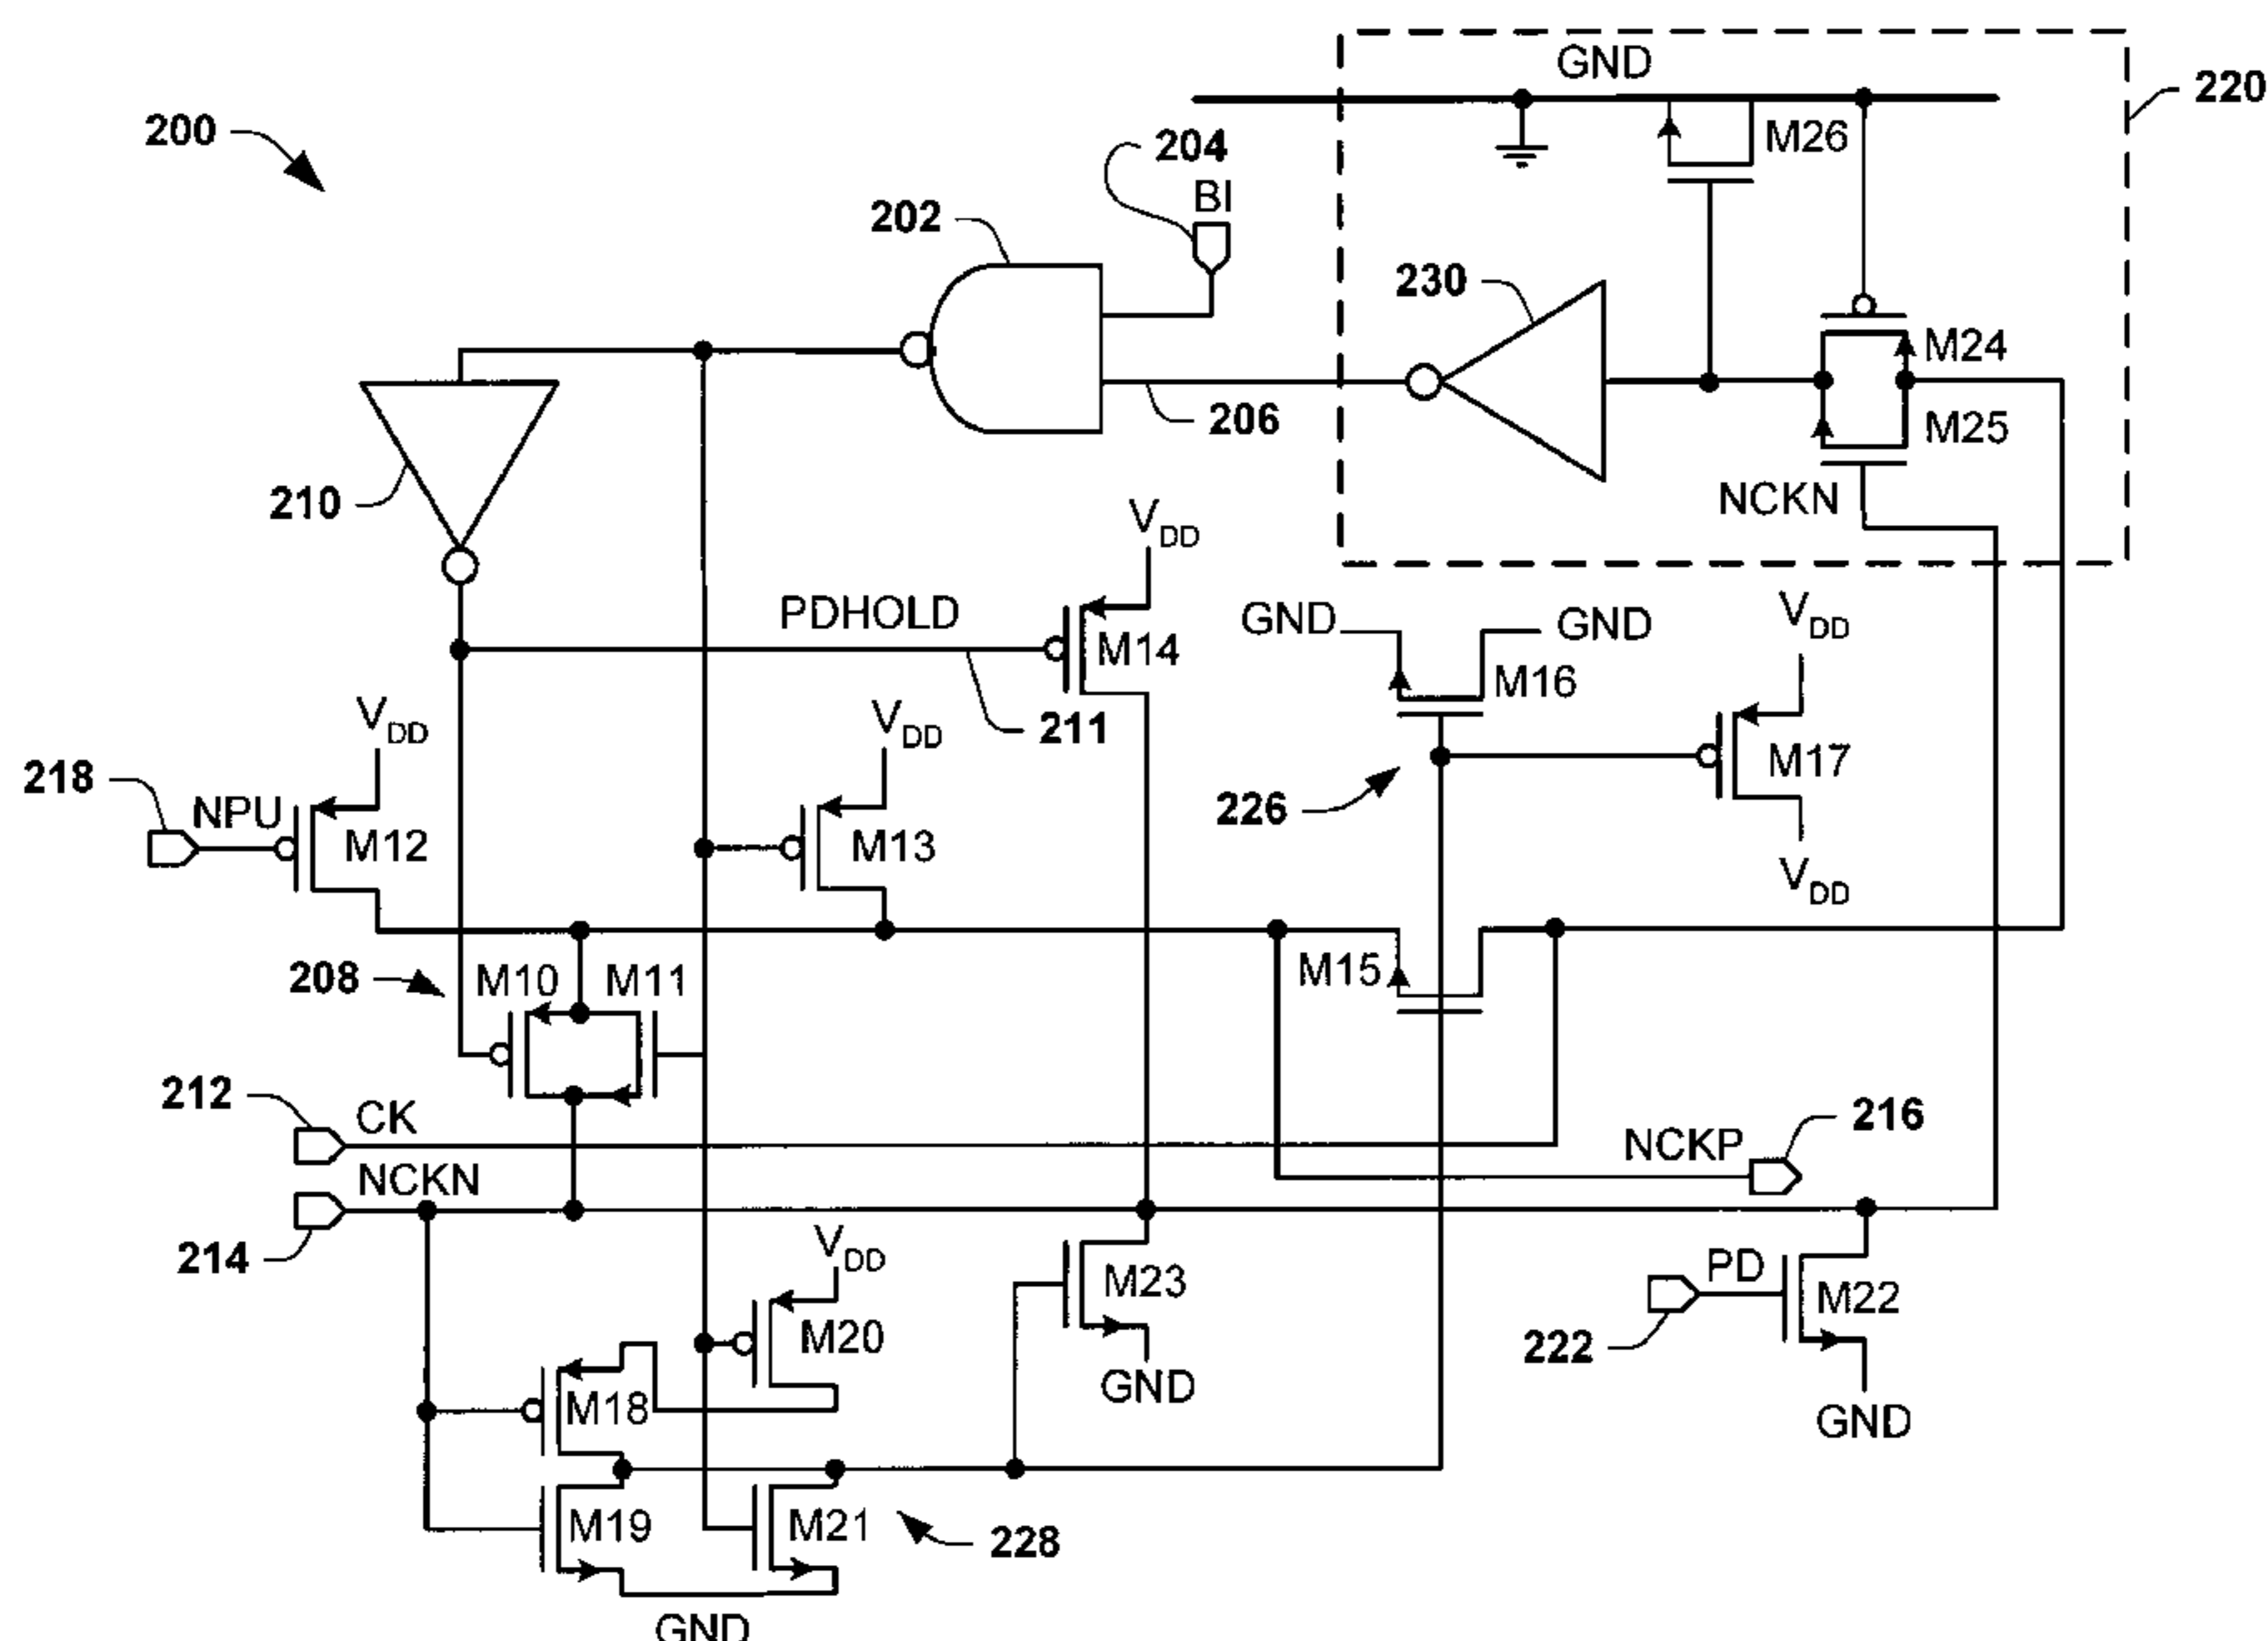 GND
220
200
M26
204
BI
202
230
M24
M25
206
210
NCKN
VDD
PDHOLD
M14
GND
GND
VDD
M16
211
VDD
VDD
M17
218
NPU
M12
M13
226
VDD
208
M10
M11
M15
212
CK
NCKP
216
NCKN
214
VDD
M23
PD
M22
M20
222
GND
M18
GND
M19
M21
228
GND